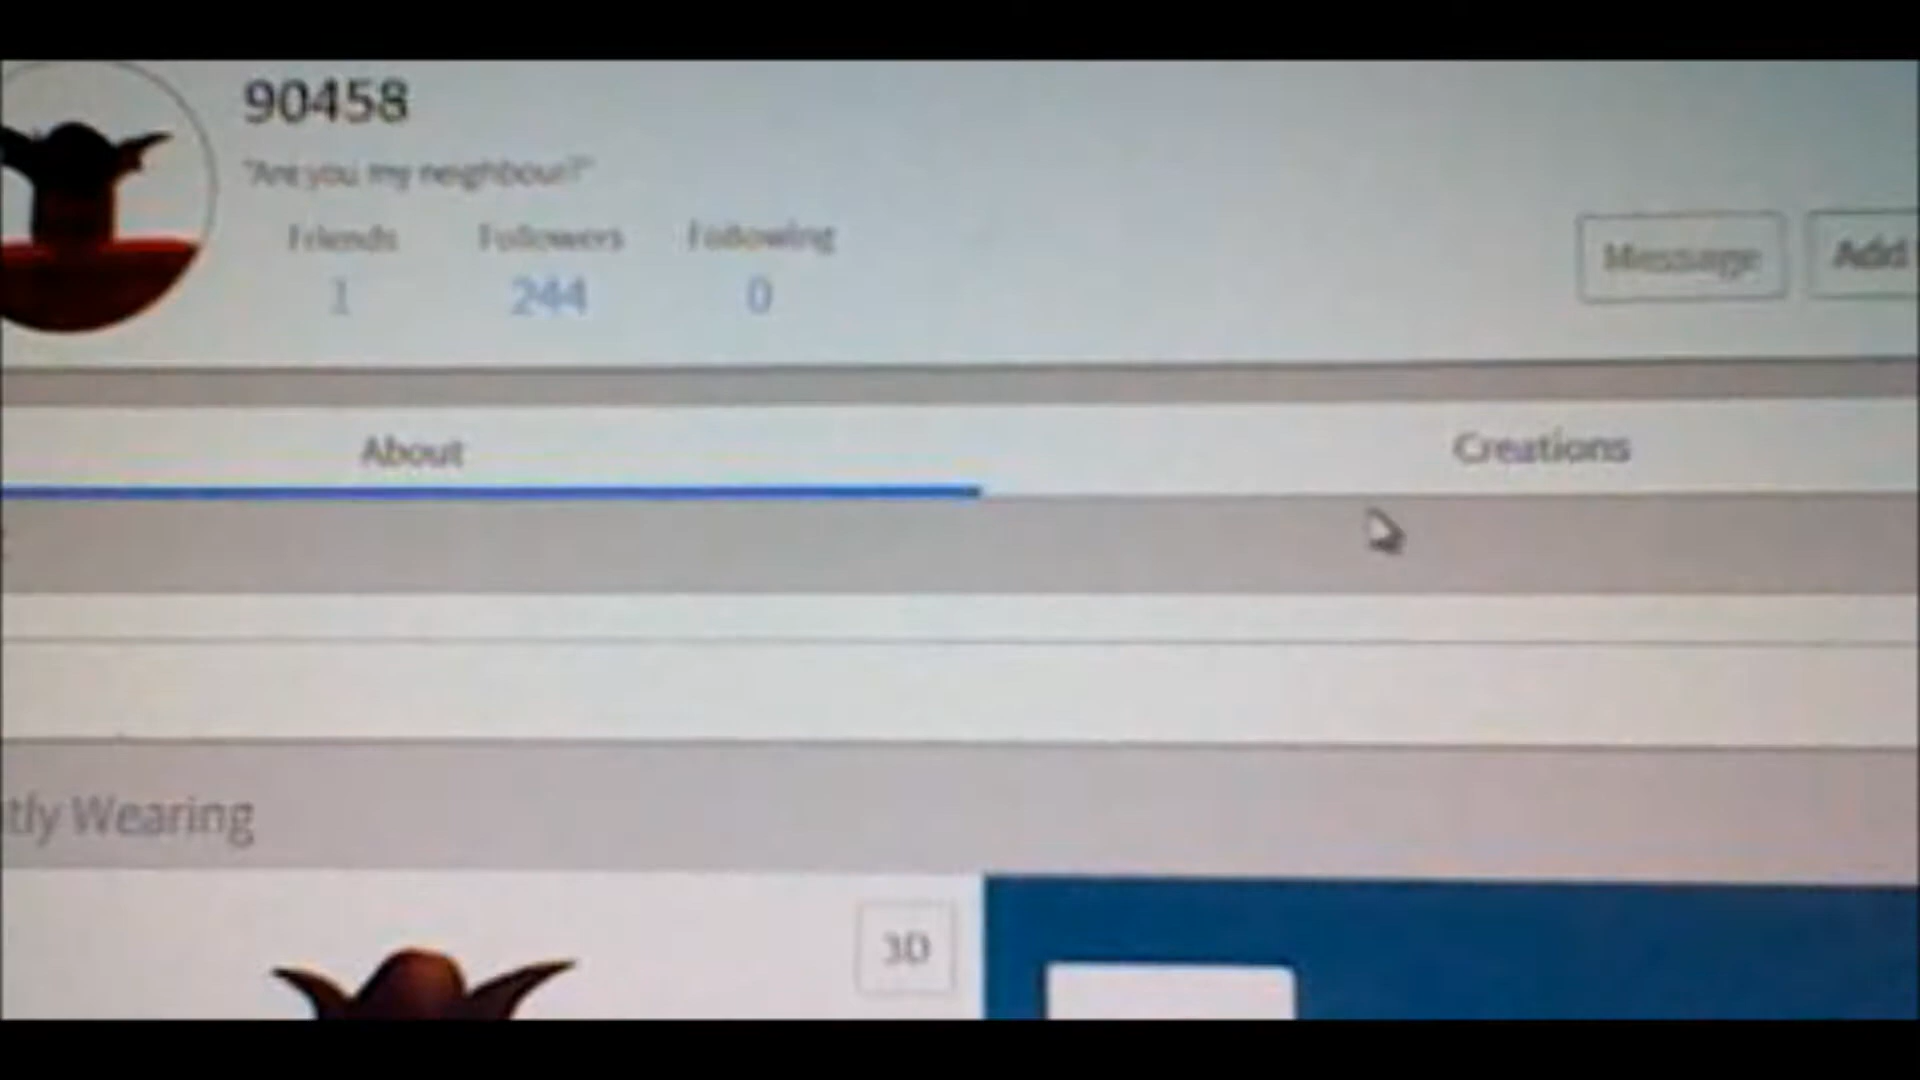 90458
"Are you my neighbour?"
Friends Followers Following
1 244 0
Message Add
About Creations
tly Wearing
3D